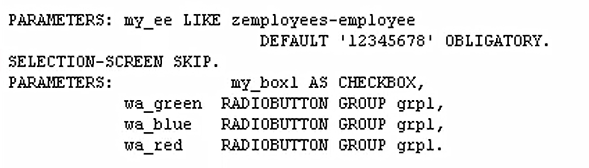 PARAMETERS: my_ee LIKE zemployees-employee
DEFAULT '12345678' OBLIGATORY.
SELECTION-SCREEN SKIP.
PARAMETERS: my_box1 AS CHECKBOX,
wa_green RADIOBUTTON GROUP grp1,
wa_blue RADIOBUTTON GROUP grp1,
wa_red RADIOBUTTON GROUP grp1.